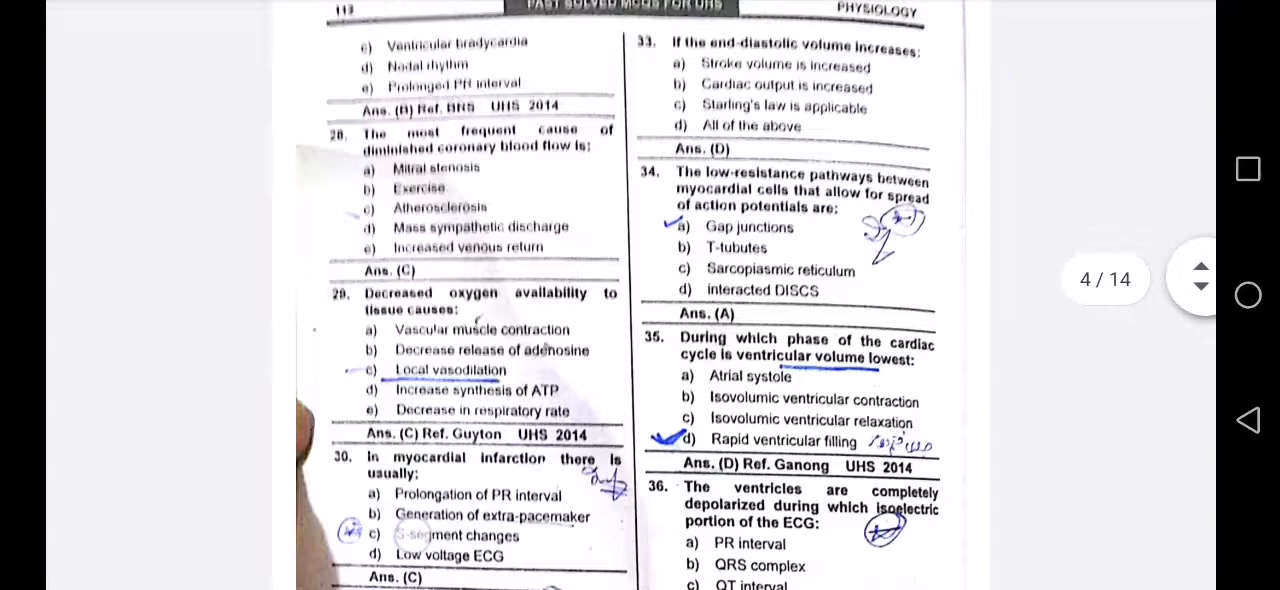 113
PAST SOLVED MCQS FOR UHS
PHYSIOLOGY
c) Ventricular bradycardia
d) Nodal rhythm
e) Prolonged PR interval
Ans. (B) Ref. BRS UHS 2014
28. The most frequent cause of
diminished coronary blood flow is:
a) Mitral stenosis
b) Exercise
c) Atherosclerosis
d) Mass sympathetic discharge
e) Increased venous return
Ans. (C)
29. Decreased oxygen availability to
tissue causes:
a) Vascular muscle contraction
b) Decrease release of adenosine
c) Local vasodilation
d) Increase synthesis of ATP
e) Decrease in respiratory rate
Ans. (C) Ref. Guyton UHS 2014
30. In myocardial infarction there is
usually:
a) Prolongation of PR interval
b) Generation of extra-pacemaker
c) S-segment changes
d) Low voltage ECG
Ans. (C)
33. If the end-diastolic volume increases:
a) Stroke volume is increased
b) Cardiac output is increased
c) Starling's law is applicable
d) All of the above
Ans. (D)
34. The low-resistance pathways between
myocardial cells that allow for spread
of action potentials are:
a) Gap junctions
b) T-tubutes
c) Sarcopiasmic reticulum
d) interacted DISCS
Ans. (A)
35. During which phase of the cardiac
cycle is ventricular volume lowest:
a) Atrial systole
b) Isovolumic ventricular contraction
c) Isovolumic ventricular relaxation
d) Rapid ventricular filling
Ans. (D) Ref. Ganong UHS 2014
36. The ventricles are completely
depolarized during which isoelectric
portion of the ECG:
a) PR interval
b) QRS complex
c) QT interval
4 / 14